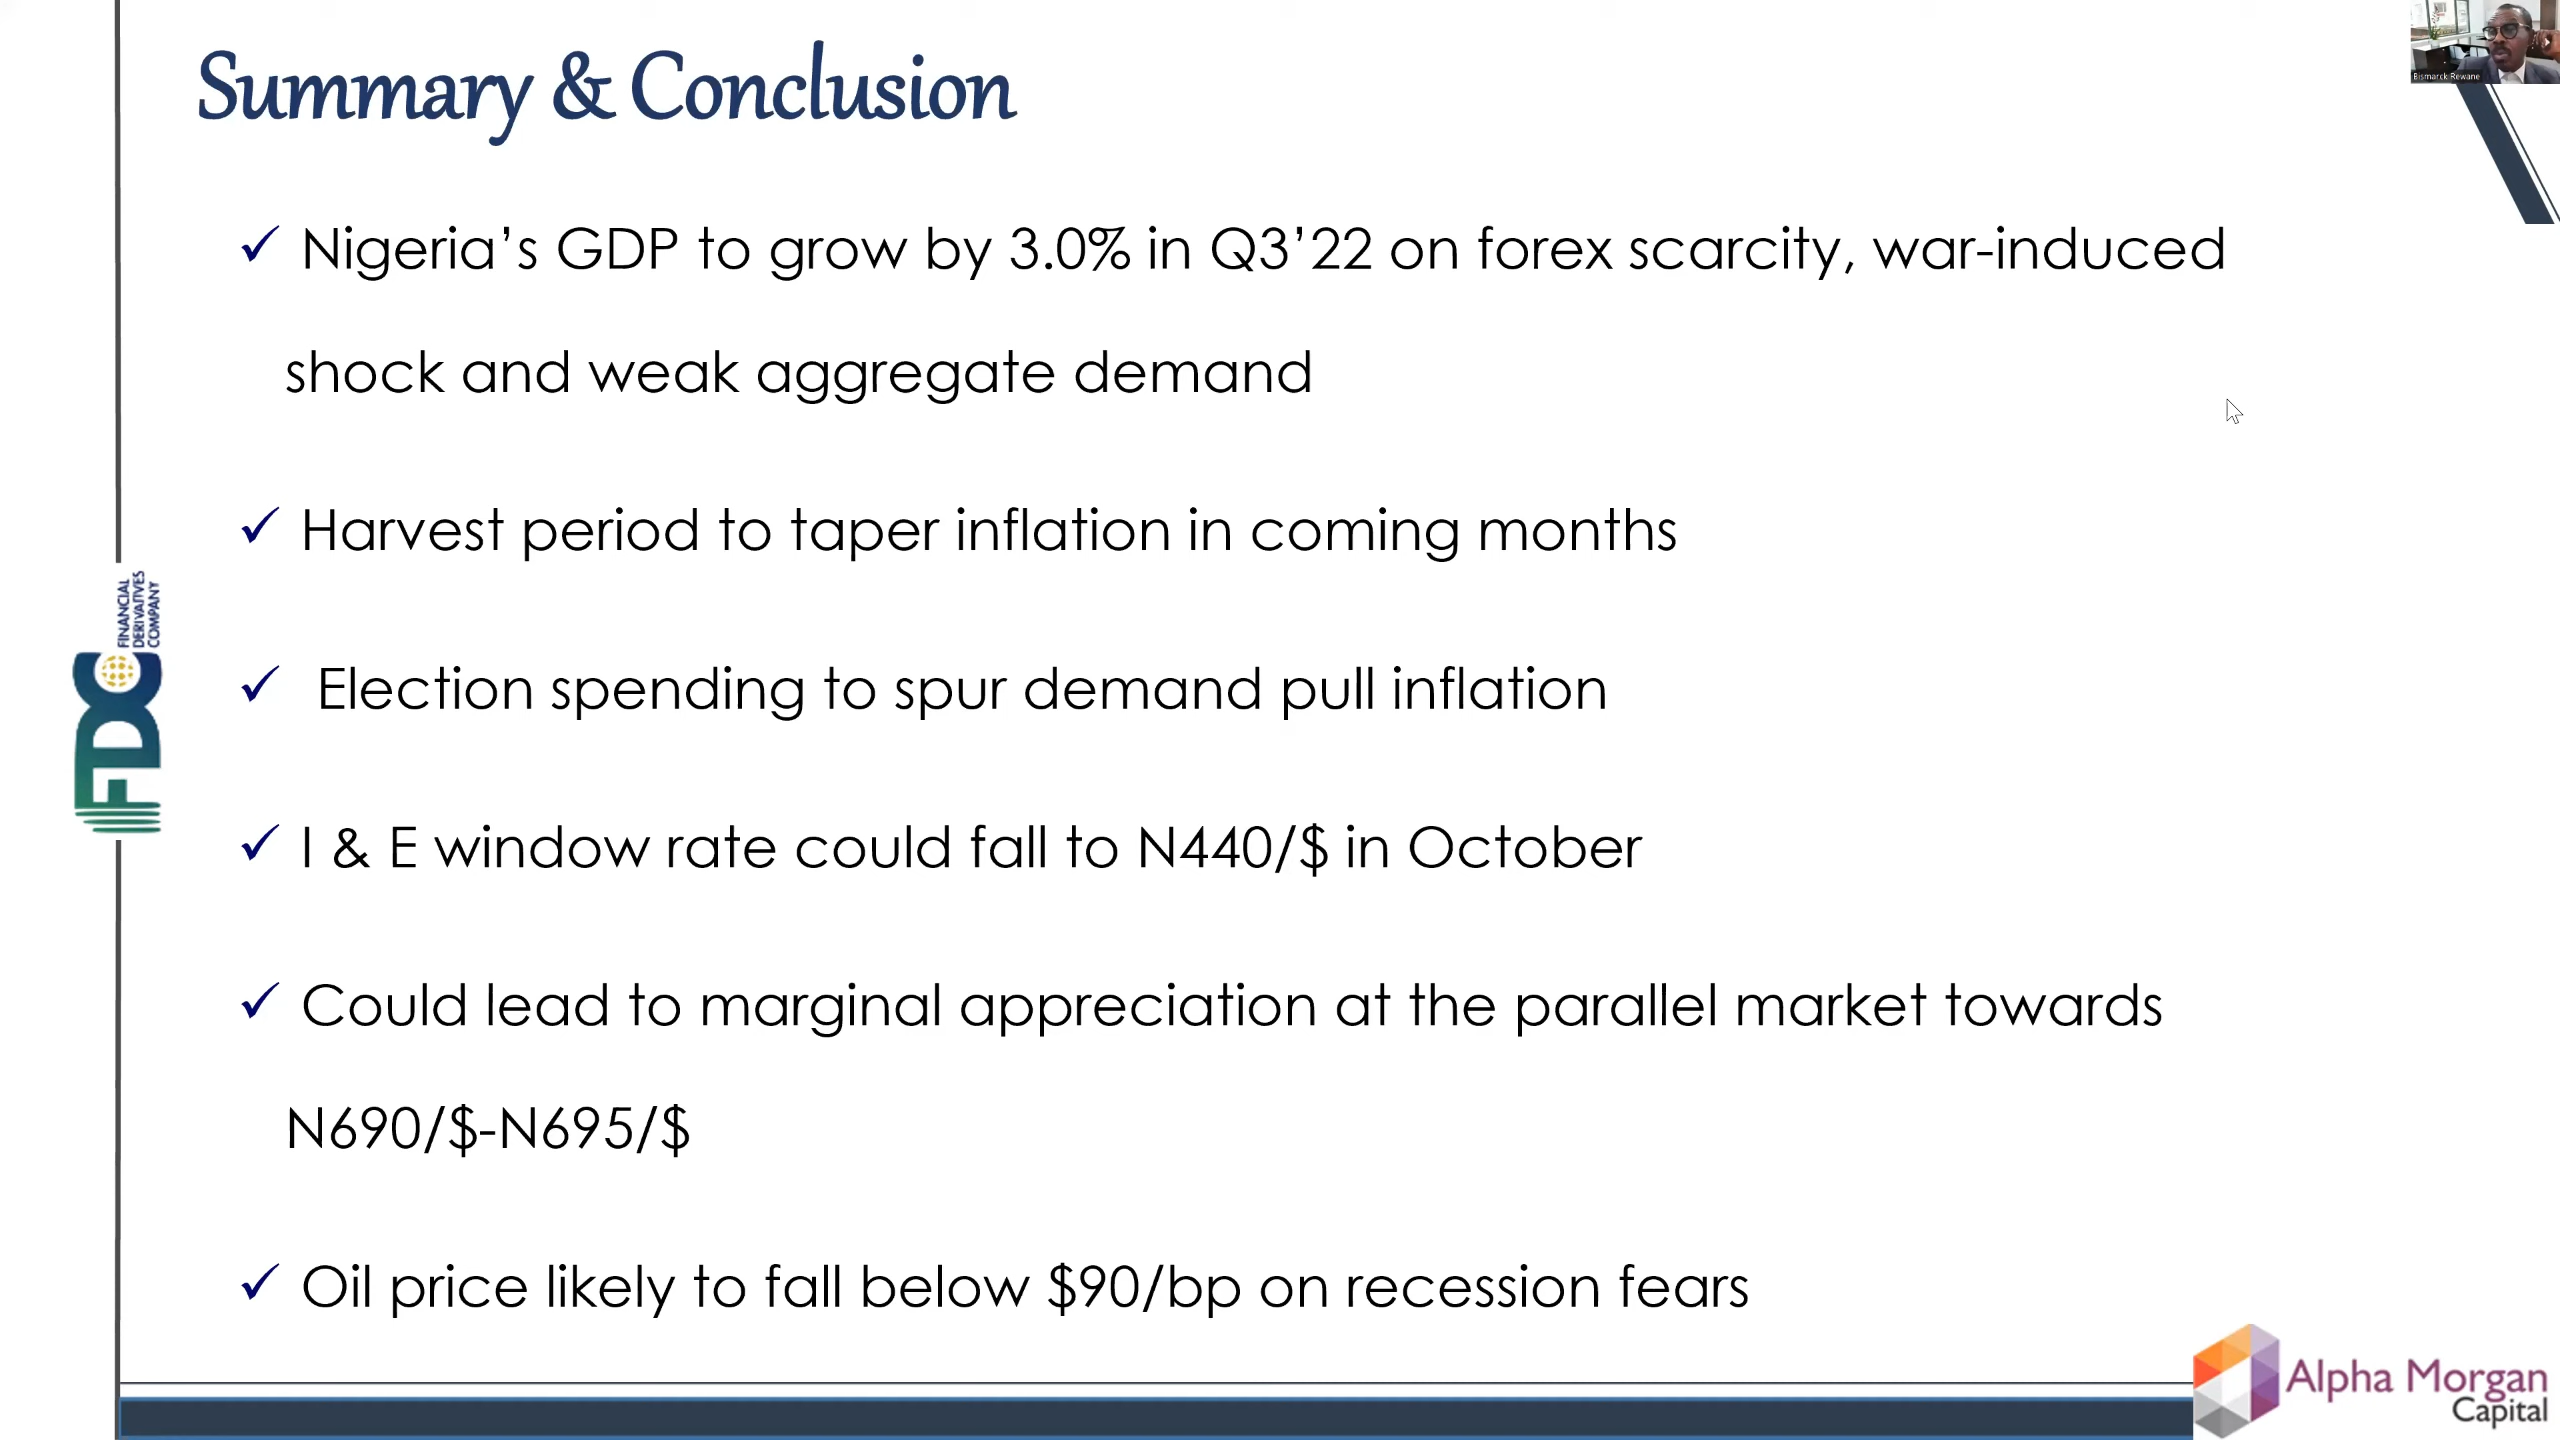 Summary & Conclusion
Bismarck Rewane
✓ Nigeria’s GDP to grow by 3.0% in Q3’22 on forex scarcity, war-induced
shock and weak aggregate demand
✓ Harvest period to taper inflation in coming months
✓ Election spending to spur demand pull inflation
✓ I & E window rate could fall to N440/$ in October
✓ Could lead to marginal appreciation at the parallel market towards
N690/$-N695/$
✓ Oil price likely to fall below $90/bp on recession fears
FDC
FINANCIAL
DERIVATIVES
COMPANY
Alpha Morgan
Capital